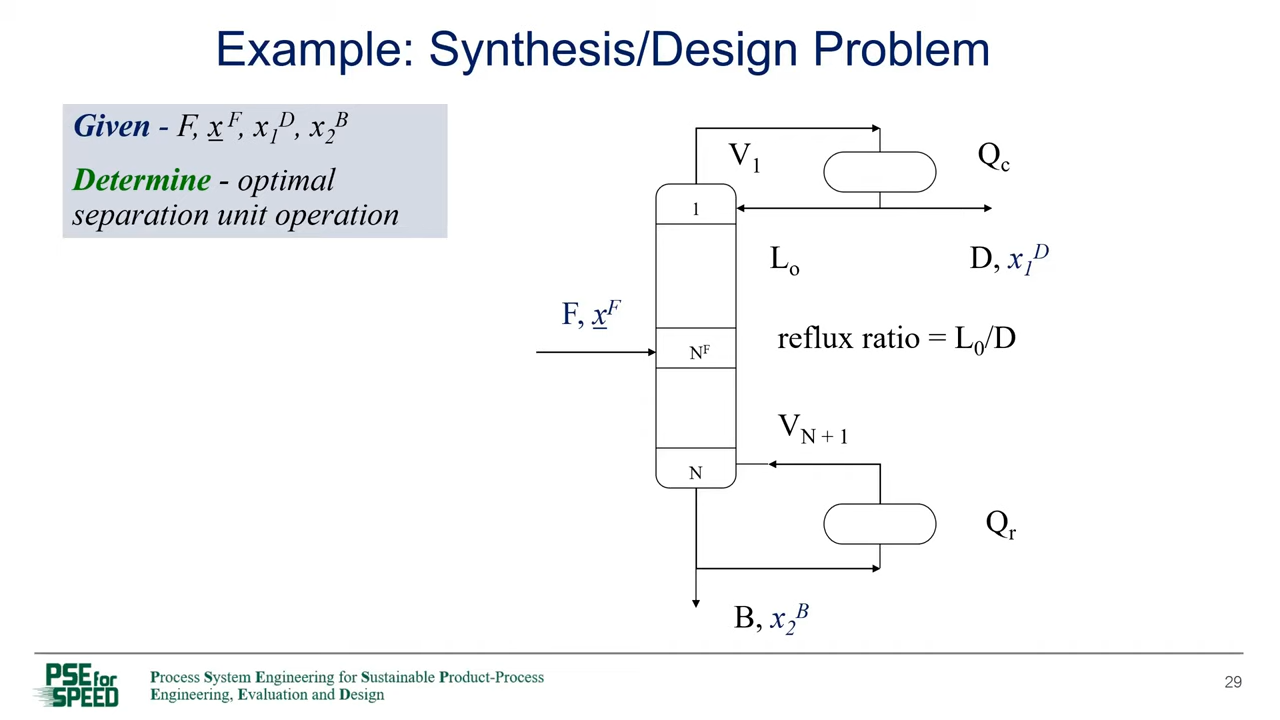 Example: Synthesis/Design Problem
Given - F, x^F, x₁^D, x₂^B
Determine - optimal
separation unit operation
V₁
Q_c
1
L_o
D, x₁^D
F, x^F
reflux ratio = L₀/D
N^F
V_N + 1
N
Q_r
B, x₂^B
PSE for
SPEED
Process System Engineering for Sustainable Product-Process
Engineering, Evaluation and Design
29